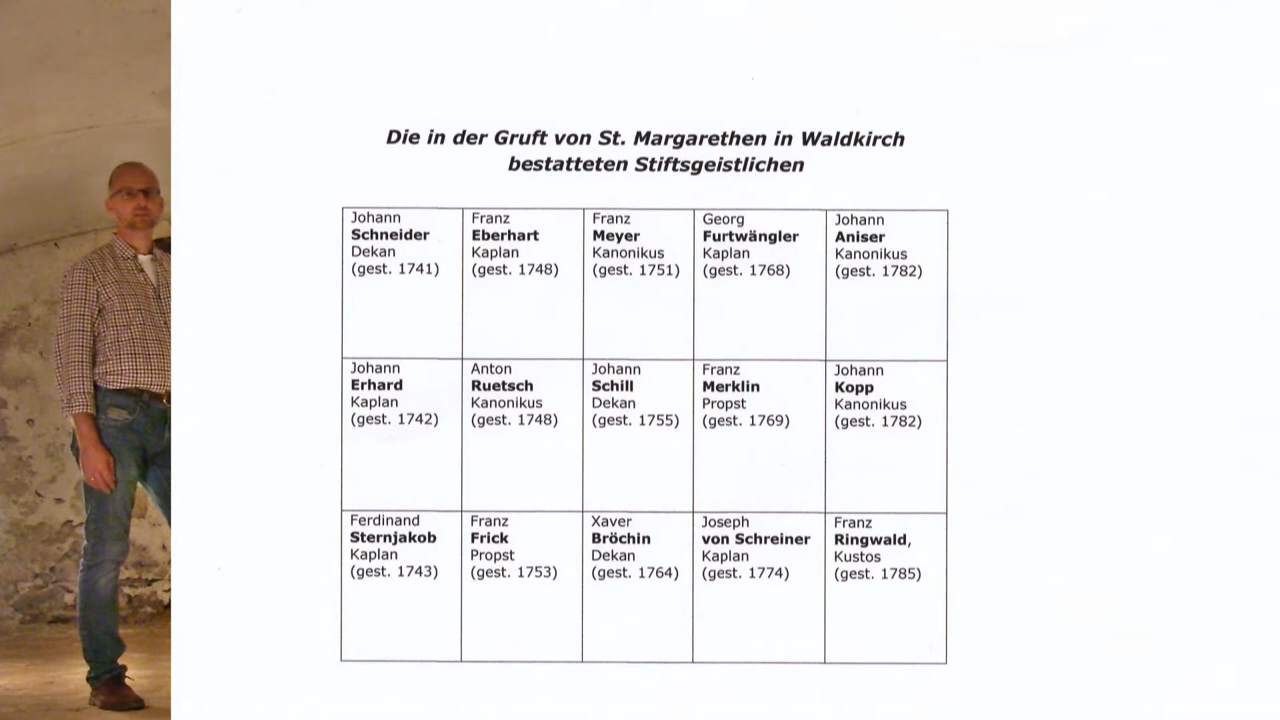 Die in der Gruft von St. Margarethen in Waldkirch
bestatteten Stiftsgeistlichen
Johann
Schneider
Dekan
(gest. 1741)
Franz
Eberhart
Kaplan
(gest. 1748)
Franz
Meyer
Kanonikus
(gest. 1751)
Georg
Furtwängler
Kaplan
(gest. 1768)
Johann
Aniser
Kanonikus
(gest. 1782)
Johann
Erhard
Kaplan
(gest. 1742)
Anton
Ruetsch
Kanonikus
(gest. 1748)
Johann
Schill
Dekan
(gest. 1755)
Franz
Merklin
Propst
(gest. 1769)
Johann
Kopp
Kanonikus
(gest. 1782)
Ferdinand
Sternjakob
Kaplan
(gest. 1743)
Franz
Frick
Propst
(gest. 1753)
Xaver
Bröchin
Dekan
(gest. 1764)
Joseph
von Schreiner
Kaplan
(gest. 1774)
Franz
Ringwald,
Kustos
(gest. 1785)